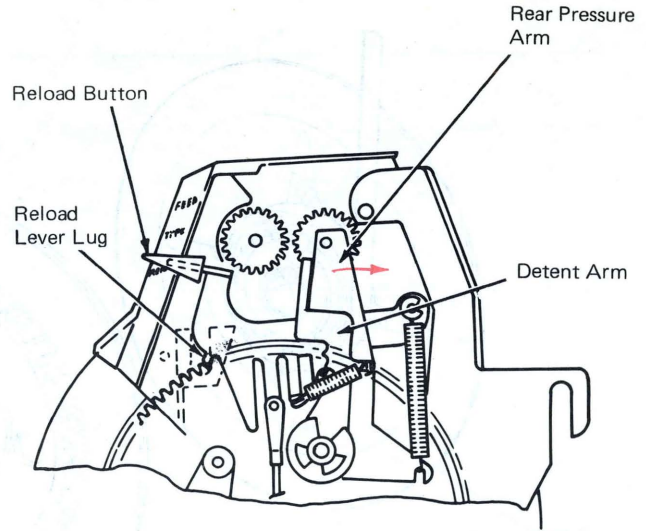 Rear Pressure
Arm
Reload Button
FEED
TYPE
Reload
Lever Lug
Detent Arm